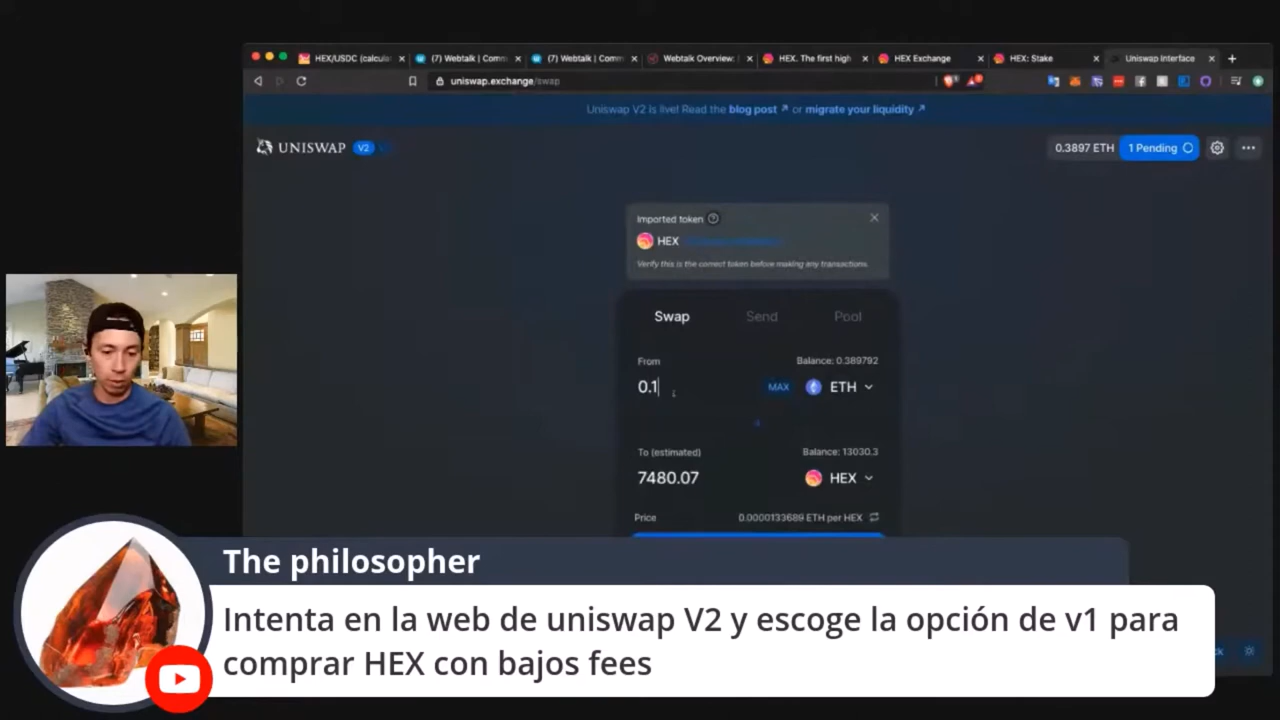 HEX/USDC (calcula
(7) Webtalk | Comm
(7) Webtalk | Comm
Webtalk Overview:
HEX. The first high
HEX Exchange
HEX: Stake
Uniswap Interface
uniswap.exchange/swap
Uniswap V2 is live! Read the blog post ↗ or migrate your liquidity ↗
UNISWAP V2
0.3897 ETH 1 Pending
Imported token
HEX
Verify this is the correct token before making any transactions.
Swap Send Pool
From Balance: 0.389792
0.1 MAX ETH
To (estimated) Balance: 13030.3
7480.07 HEX
Price 0.0000133689 ETH per HEX
The philosopher
Intenta en la web de uniswap V2 y escoge la opción de v1 para
comprar HEX con bajos fees